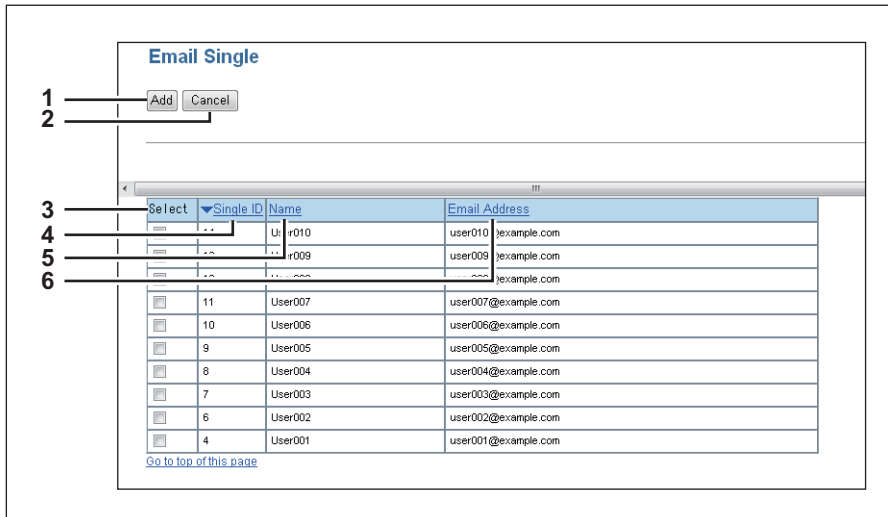 Email Single
1 Add Cancel
2
3 Select Single ID Name Email Address
4 User010 user010 example.com
5 user009 example.com
6 example.com
11 User007 user007@example.com
10 User006 user006@example.com
9 User005 user005@example.com
8 User004 user004@example.com
7 User003 user003@example.com
6 User002 user002@example.com
4 User001 user001@example.com
Go to top of this page